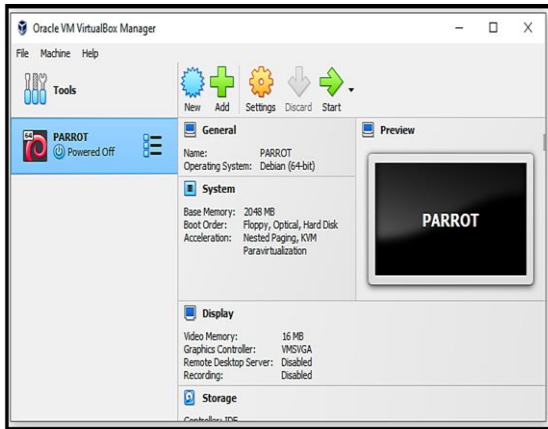 Oracle VM VirtualBox Manager
File Machine Help
Tools
New Add Settings Discard Start
64
PARROT
Powered Off
General
Name: PARROT
Operating System: Debian (64-bit)
Preview
PARROT
System
Base Memory: 2048 MB
Boot Order: Floppy, Optical, Hard Disk
Acceleration: Nested Paging, KVM
Paravirtualization
Display
Video Memory: 16 MB
Graphics Controller: VMSVGA
Remote Desktop Server: Disabled
Recording: Disabled
Storage
Controller: IDE